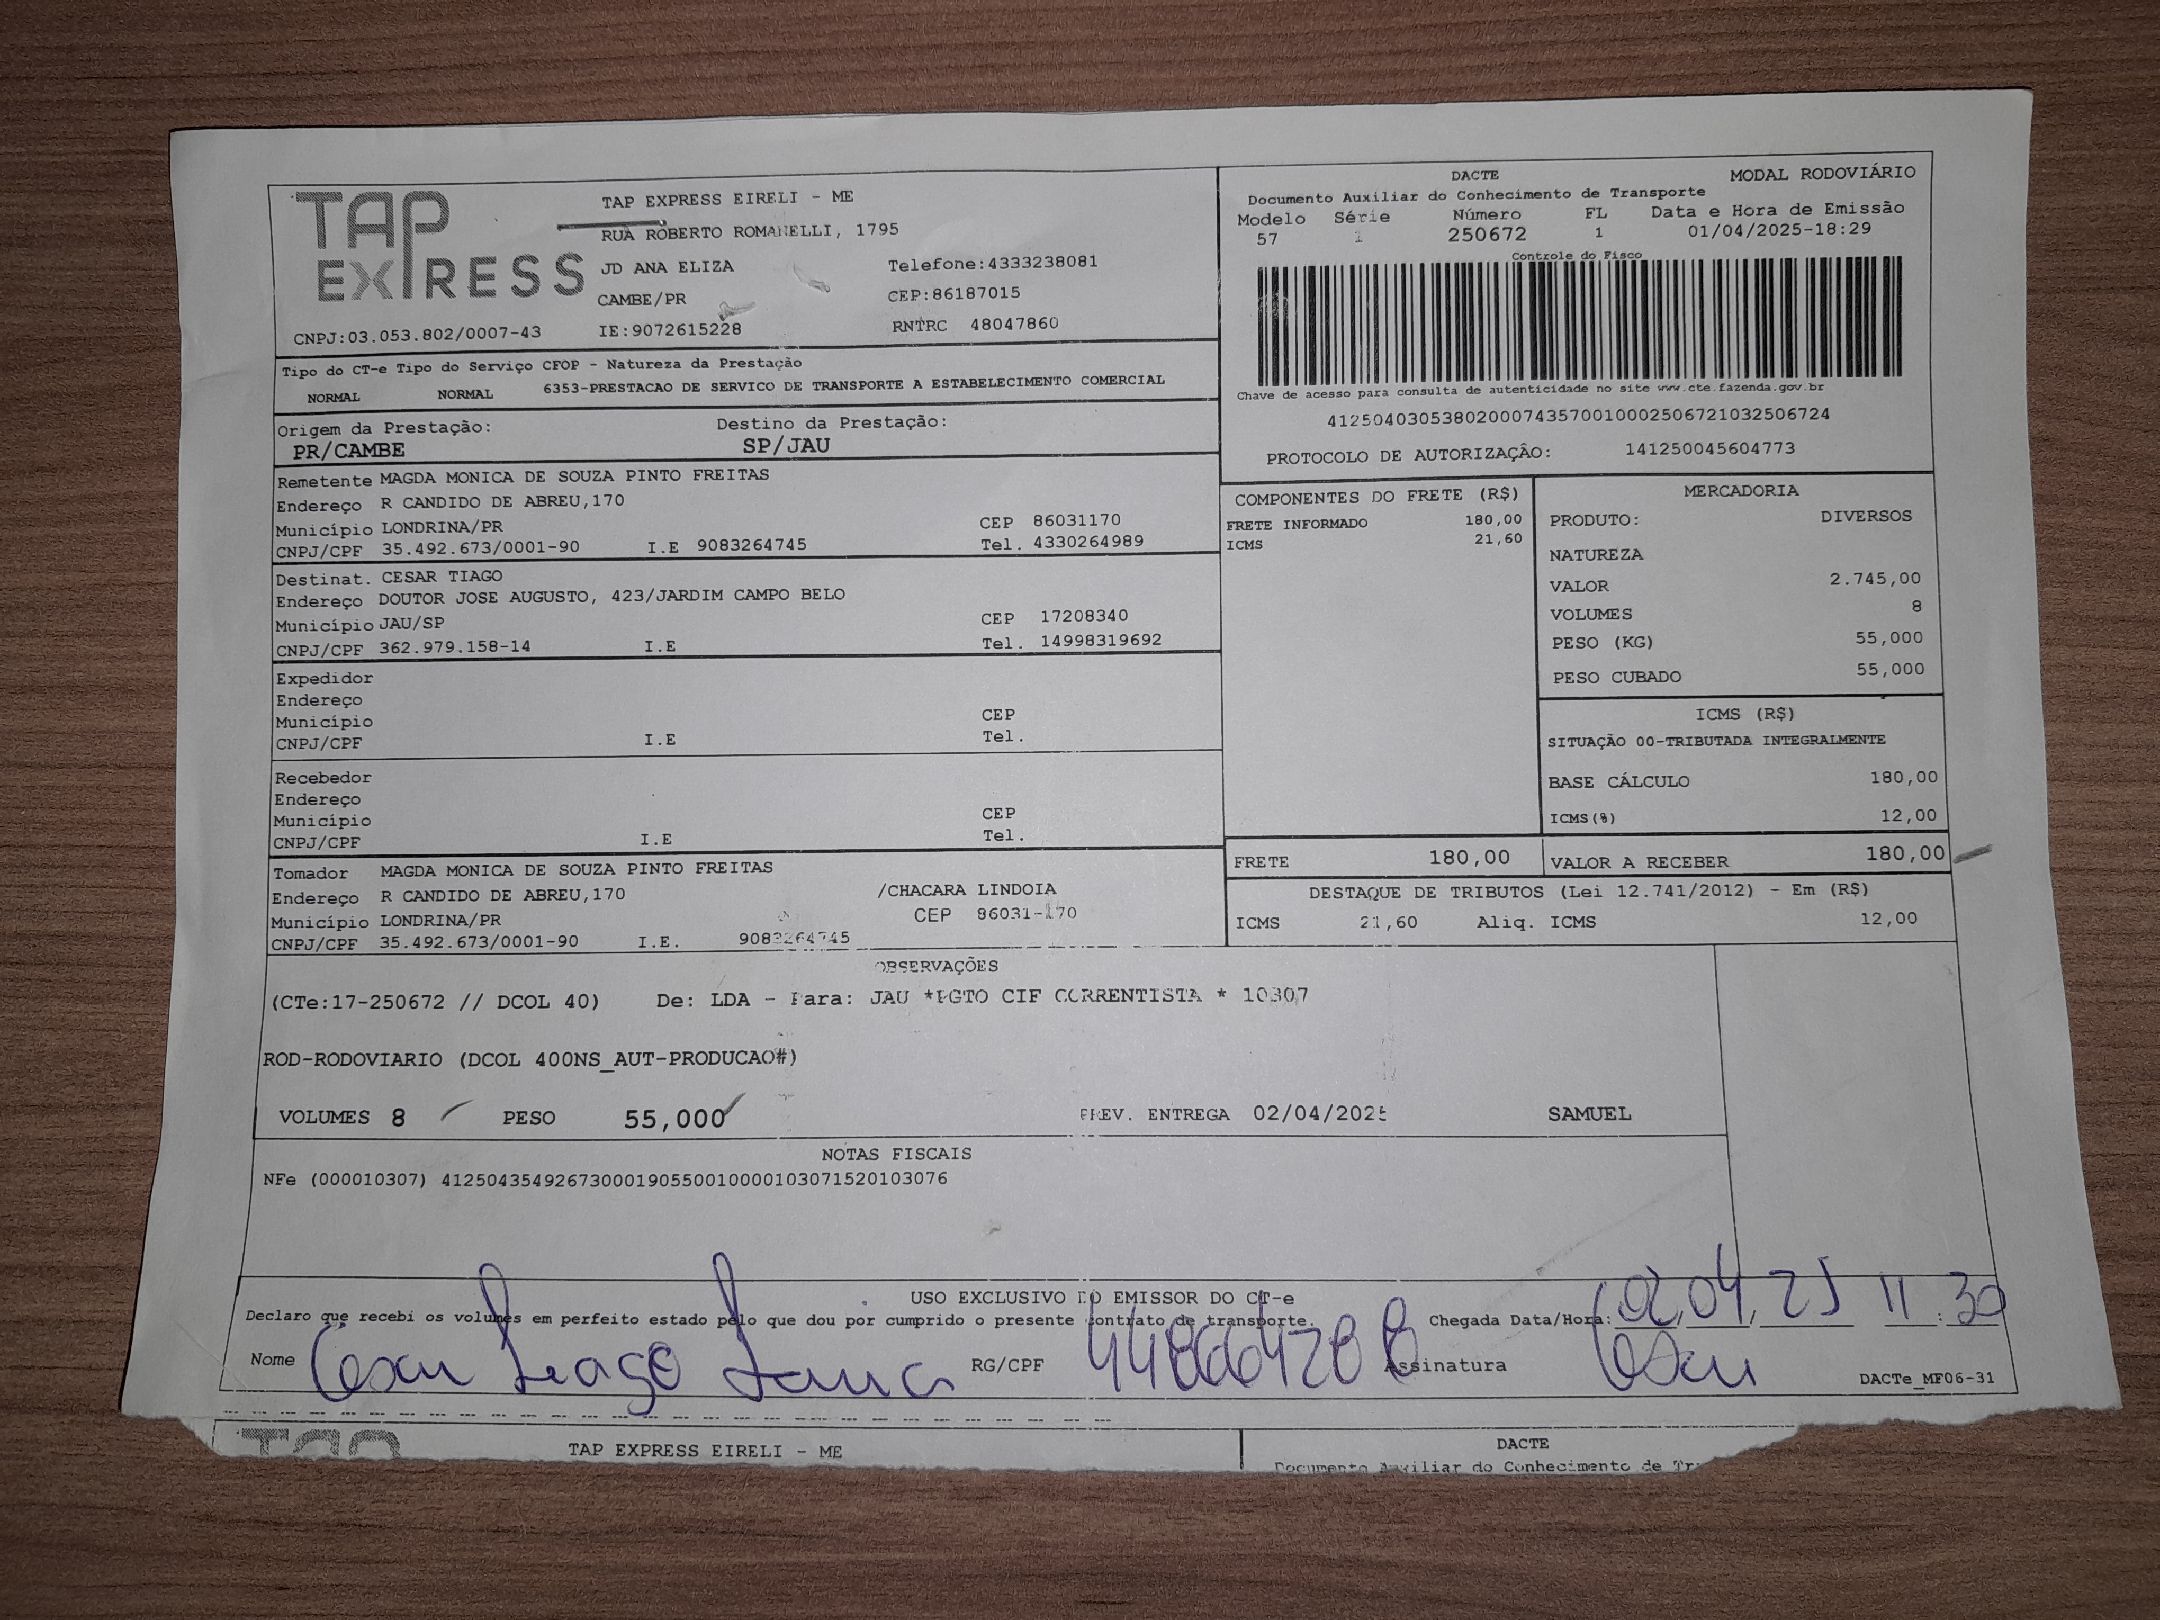 TAP EXPRESS
TAP EXPRESS EIRELI - ME
RUA ROBERTO ROMANELLI, 1795
JD ANA ELIZA Telefone:4333238081
CAMBE/PR CEP:86187015
CNPJ:03.053.802/0007-43 IE:9072615228 RNTRC 48047860
DACTE MODAL RODOVIÁRIO
Documento Auxiliar do Conhecimento de Transporte
Modelo Série Número FL Data e Hora de Emissão
57 1 250672 1 01/04/2025-18:29
Controle do Fisco
Chave de acesso para consulta de autenticidade no site www.cte.fazenda.gov.br
41250403053802000743570010002506721032506724
PROTOCOLO DE AUTORIZAÇÂO: 141250045604773
Tipo do CT-e Tipo do Serviço CFOP - Natureza da Prestação
NORMAL NORMAL 6353-PRESTACAO DE SERVICO DE TRANSPORTE A ESTABELECIMENTO COMERCIAL
Origem da Prestação: Destino da Prestação:
PR/CAMBE SP/JAU
Remetente MAGDA MONICA DE SOUZA PINTO FREITAS
Endereço R CANDIDO DE ABREU,170
Município LONDRINA/PR CEP 86031170
CNPJ/CPF 35.492.673/0001-90 I.E 9083264745 Tel. 4330264989
Destinat. CESAR TIAGO
Endereço DOUTOR JOSE AUGUSTO, 423/JARDIM CAMPO BELO
Município JAU/SP CEP 17208340
CNPJ/CPF 362.979.158-14 I.E Tel. 14998319692
Expedidor
Endereço
Município CEP
CNPJ/CPF I.E Tel.
Recebedor
Endereço
Município CEP
CNPJ/CPF I.E Tel.
Tomador MAGDA MONICA DE SOUZA PINTO FREITAS
Endereço R CANDIDO DE ABREU,170 /CHACARA LINDOIA
Município LONDRINA/PR CEP 86031-170
CNPJ/CPF 35.492.673/0001-90 I.E. 9083264745
COMPONENTES DO FRETE (R$)
FRETE INFORMADO 180,00
ICMS 21,60
MERCADORIA
PRODUTO: DIVERSOS
NATUREZA
VALOR 2.745,00
VOLUMES 8
PESO (KG) 55,000
PESO CUBADO 55,000
ICMS (R$)
SITUAÇÃO 00-TRIBUTADA INTEGRALMENTE
BASE CÁLCULO 180,00
ICMS(%) 12,00
FRETE 180,00 VALOR A RECEBER 180,00
DESTAQUE DE TRIBUTOS (Lei 12.741/2012) - Em (R$)
ICMS 21,60 Aliq. ICMS 12,00
OBSERVAÇÕES
(CTe:17-250672 // DCOL 40) De: LDA - Para: JAU *PGTO CIF CORRENTISTA * 10307
ROD-RODOVIARIO (DCOL 400NS_AUT-PRODUCAO#)
VOLUMES 8 PESO 55,000 PREV. ENTREGA 02/04/2025 SAMUEL
NOTAS FISCAIS
NFe (000010307) 41250435492673000190550010000103071520103076
USO EXCLUSIVO DO EMISSOR DO CT-e
Declaro que recebi os volumes em perfeito estado pelo que dou por cumprido o presente contrato de transporte. Chegada Data/Hora: 02,04,25 11:30
Nome Cesar Tiago RG/CPF Assinatura Cesar
DACTe_MF06-31
TAP EXPRESS EIRELI - ME DACTE
Documento Auxiliar do Conhecimento de